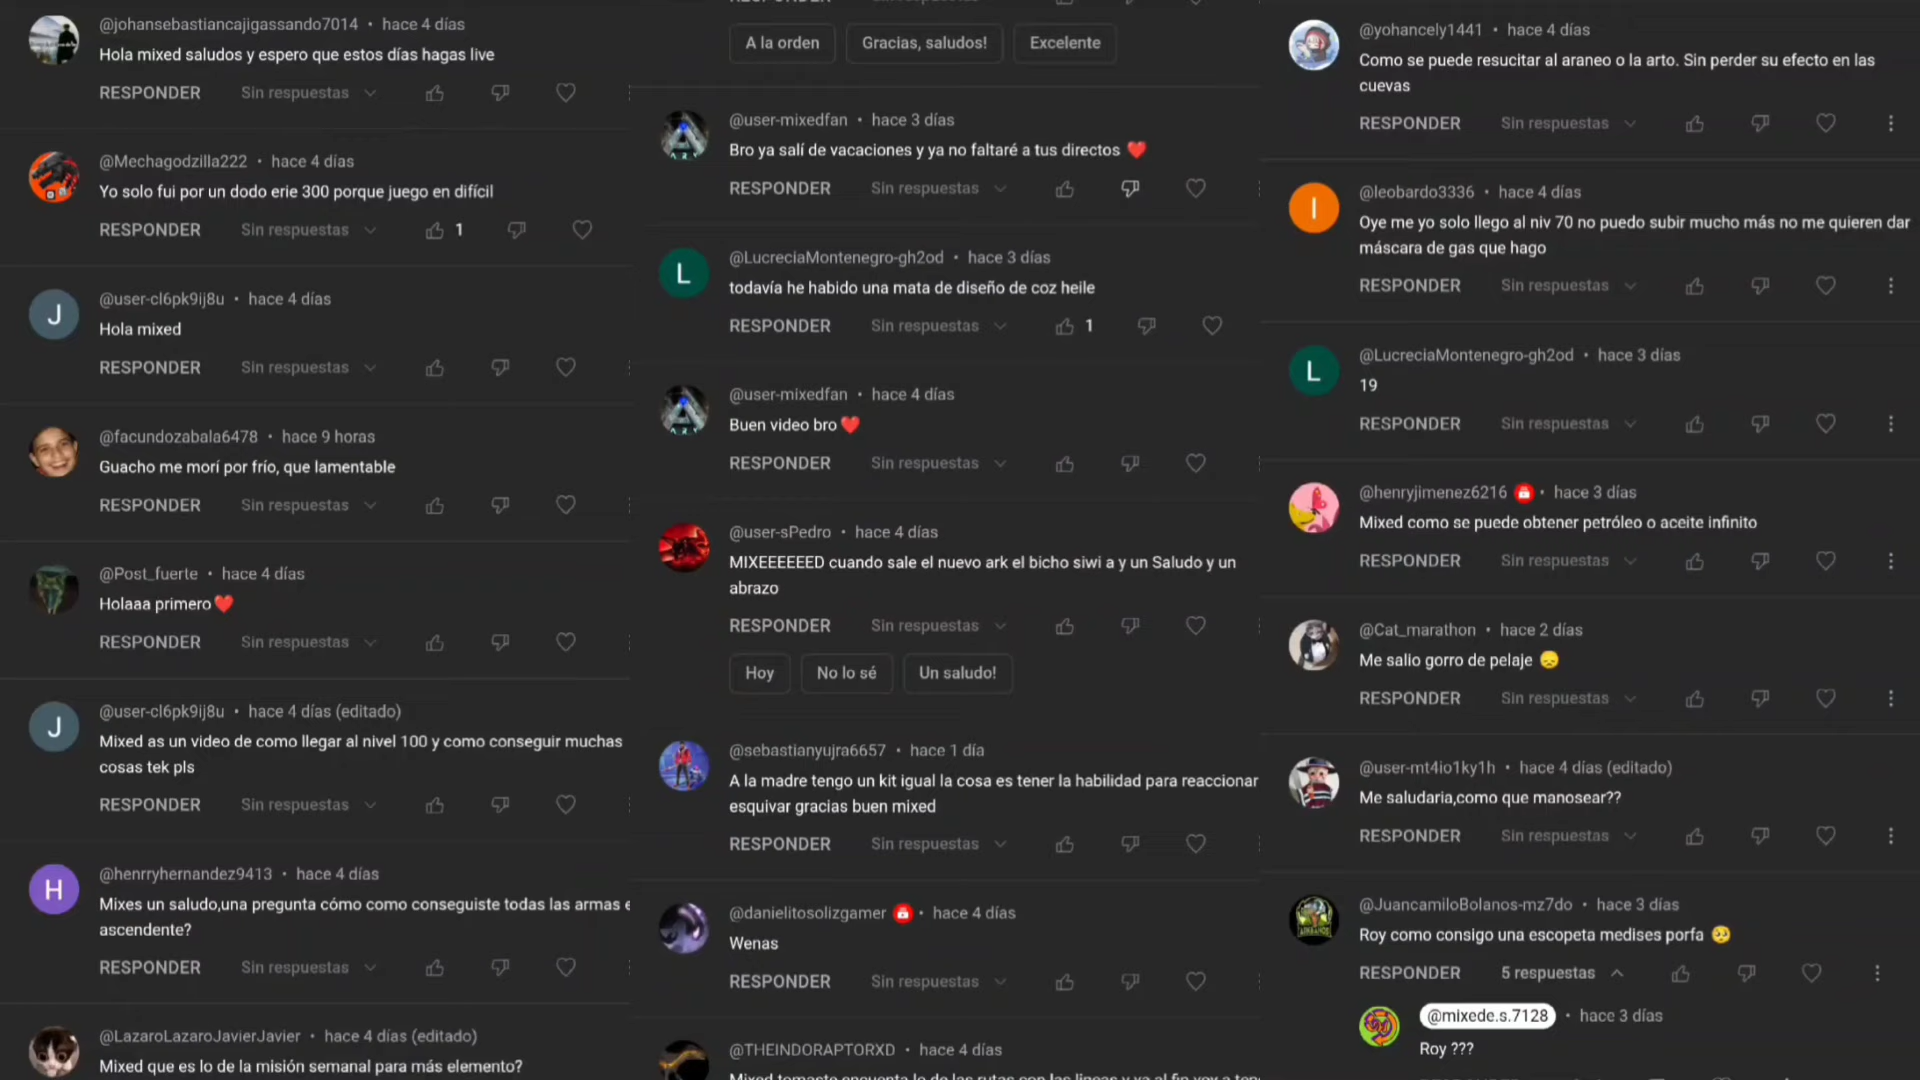 @johansebastiancajigassando7014 • hace 4 días
Hola mixed saludos y espero que estos días hagas live
RESPONDER Sin respuestas
@Mechagodzilla222 • hace 4 días
Yo solo fui por un dodo erie 300 porque juego en difícil
RESPONDER Sin respuestas 1
J
@user-cl6pk9ij8u • hace 4 días
Hola mixed
RESPONDER Sin respuestas
@facundozabala6478 • hace 9 horas
Guacho me morí por frío, que lamentable
RESPONDER Sin respuestas
@Post_fuerte • hace 4 días
Holaaa primero❤️
RESPONDER Sin respuestas
J
@user-cl6pk9ij8u • hace 4 días (editado)
Mixed as un video de como llegar al nivel 100 y como conseguir muchas
cosas tek pls
RESPONDER Sin respuestas
H
@henrryhernandez9413 • hace 4 días
Mixes un saludo,una pregunta cómo como conseguiste todas las armas e
ascendente?
RESPONDER Sin respuestas
@LazaroLazaroJavierJavier • hace 4 días (editado)
Mixed que es lo de la misión semanal para más elemento?
RESPONDER Sin respuestas
A la orden Gracias, saludos! Excelente
@user-mixedfan • hace 3 días
Bro ya salí de vacaciones y ya no faltaré a tus directos ❤️
RESPONDER Sin respuestas
L
@LucreciaMontenegro-gh2od • hace 3 días
todavía he habido una mata de diseño de coz heile
RESPONDER Sin respuestas 1
@user-mixedfan • hace 4 días
Buen video bro❤️
RESPONDER Sin respuestas
@user-sPedro • hace 4 días
MIXEEEEEED cuando sale el nuevo ark el bicho siwi a y un Saludo y un
abrazo
RESPONDER Sin respuestas
Hoy No lo sé Un saludo!
@sebastianyujra6657 • hace 1 día
A la madre tengo un kit igual la cosa es tener la habilidad para reaccionar
esquivar gracias buen mixed
RESPONDER Sin respuestas
@danielitosolizgamer • hace 4 días
Wenas
RESPONDER Sin respuestas
@THEINDORAPTORXD • hace 4 días
Mixed tomaste encuenta lo de las rutas con las lineas y ya al fin voy a ten
@yohancely1441 • hace 4 días
Como se puede resucitar al araneo o la arto. Sin perder su efecto en las
cuevas
RESPONDER Sin respuestas
I
@leobardo3336 • hace 4 días
Oye me yo solo llego al niv 70 no puedo subir mucho más no me quieren dar
máscara de gas que hago
RESPONDER Sin respuestas
L
@LucreciaMontenegro-gh2od • hace 3 días
19
RESPONDER Sin respuestas
@henryjimenez6216 • hace 3 días
Mixed como se puede obtener petróleo o aceite infinito
RESPONDER Sin respuestas
@Cat_marathon • hace 2 días
Me salio gorro de pelaje 😞
RESPONDER Sin respuestas
@user-mt4io1ky1h • hace 4 días (editado)
Me saludaria,como que manosear??
RESPONDER Sin respuestas
@JuancamiloBolanos-mz7do • hace 3 días
Roy como consigo una escopeta medises porfa 🥺
RESPONDER 5 respuestas
@mixede.s.7128 • hace 3 días
Roy ???